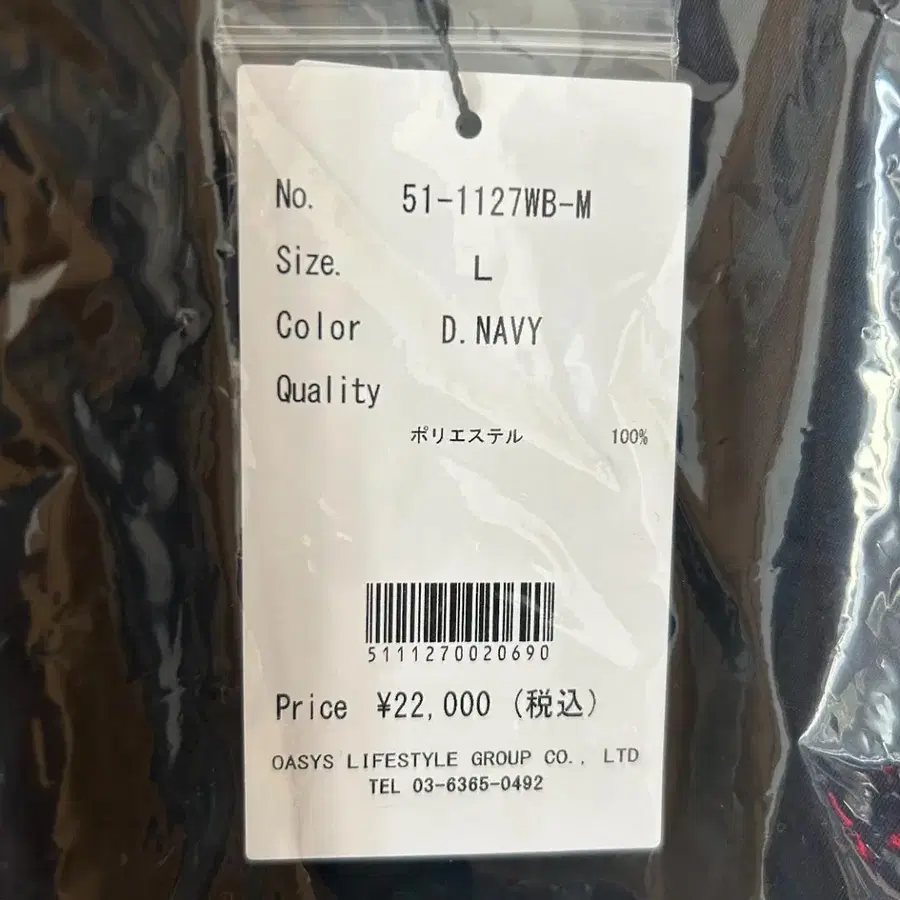 No. 51-1127WB-M
Size. L
Color D. NAVY
Quality
ポリエステル 100%
5111270020690
Price ¥22,000 (税込)
OASYS LIFESTYLE GROUP CO., LTD
TEL 03-6365-0492